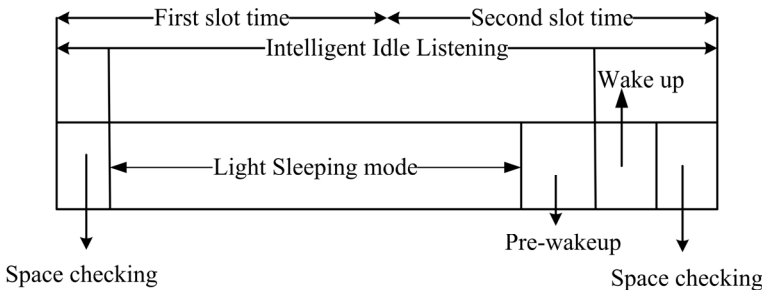 First slot time
Second slot time
Intelligent Idle Listening
Wake up
Light Sleeping mode
Pre-wakeup
Space checking
Space checking